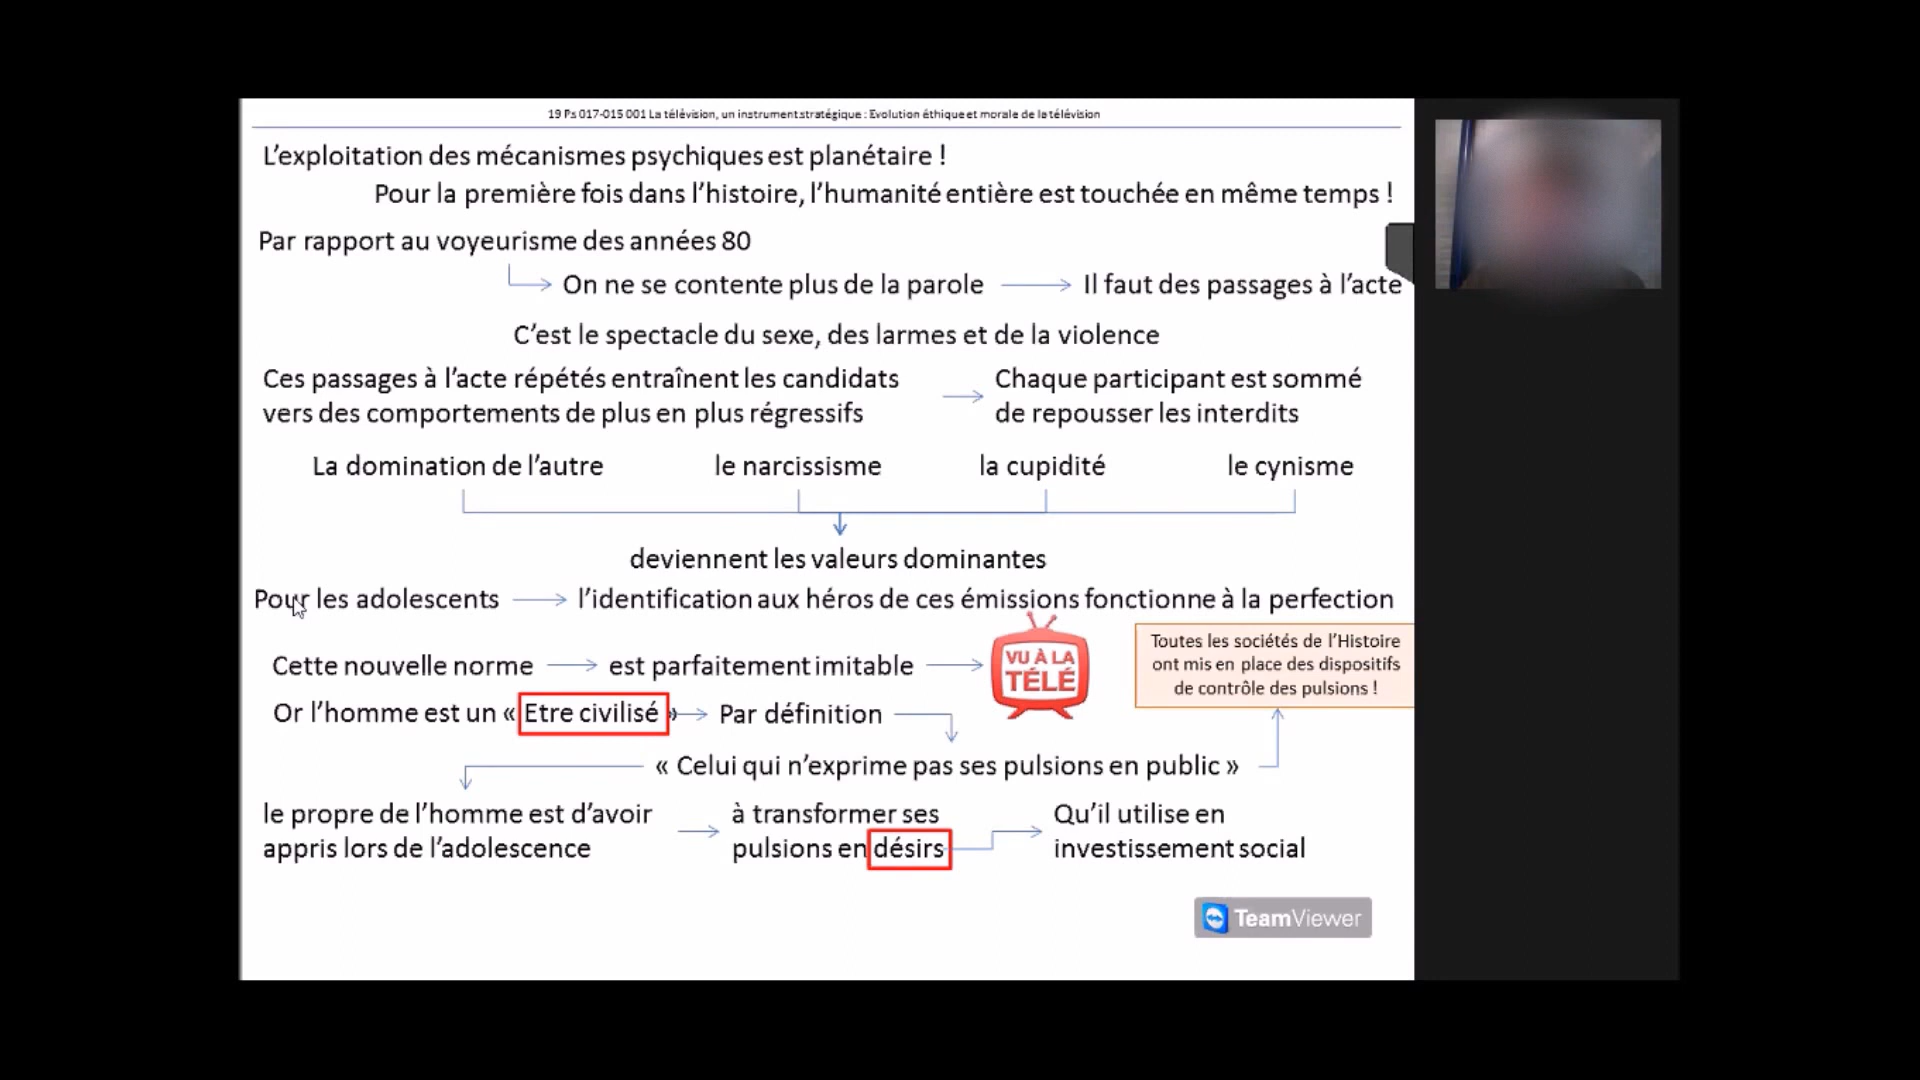 19 Ps 017-015 001 La télévision, un instrument stratégique : Evolution éthique et morale de la télévision
L'exploitation des mécanismes psychiques est planétaire !
Pour la première fois dans l'histoire, l'humanité entière est touchée en même temps !
Par rapport au voyeurisme des années 80
On ne se contente plus de la parole
Il faut des passages à l'acte
C'est le spectacle du sexe, des larmes et de la violence
Ces passages à l'acte répétés entraînent les candidats
vers des comportements de plus en plus régressifs
Chaque participant est sommé
de repousser les interdits
La domination de l'autre
le narcissisme
la cupidité
le cynisme
deviennent les valeurs dominantes
Pour les adolescents
l'identification aux héros de ces émissions fonctionne à la perfection
Cette nouvelle norme
est parfaitement imitable
VU À LA
TÉLÉ
Toutes les sociétés de l'Histoire
ont mis en place des dispositifs
de contrôle des pulsions !
Or l'homme est un « Etre civilisé »
Par définition
« Celui qui n'exprime pas ses pulsions en public »
le propre de l'homme est d'avoir
appris lors de l'adolescence
à transformer ses
pulsions en désirs
Qu'il utilise en
investissement social
TeamViewer